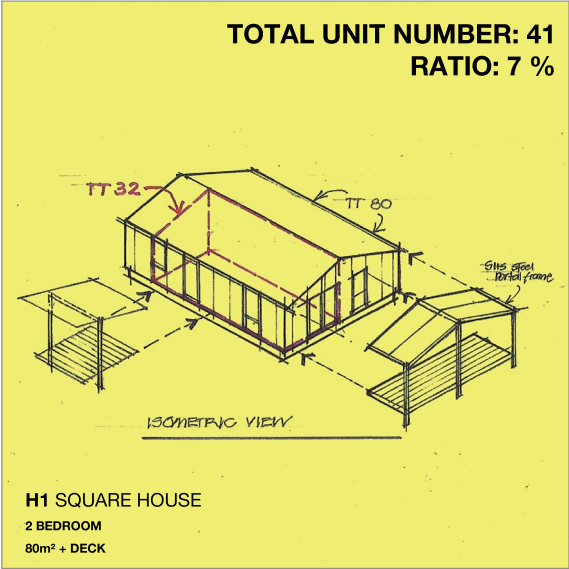 TOTAL UNIT NUMBER: 41
RATIO: 7 %
TT 32
TT 80
SHS steel
Portal frame
ISOMETRIC VIEW
H1 SQUARE HOUSE
2 BEDROOM
80m² + DECK